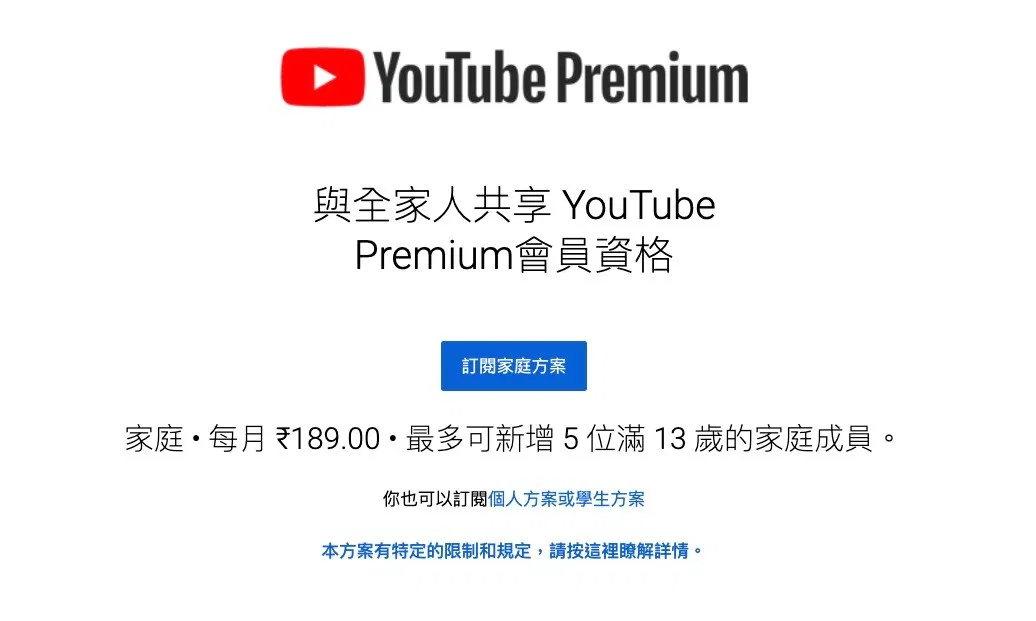 YouTube Premium
與全家人共享 YouTube
Premium會員資格
訂閱家庭方案
家庭 • 每月 ₹189.00 • 最多可新增 5 位滿 13 歲的家庭成員。
你也可以訂閱個人方案或學生方案
本方案有特定的限制和規定，請按這裡瞭解詳情。